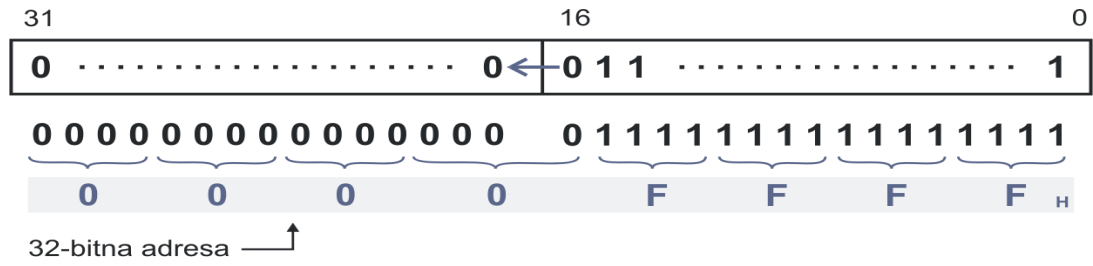 31 16 0
0 . . . . . . . . . . . . . . . . . . . 0 ← 0 1 1 . . . . . . . . . . . . . . . . . 1
0 0 0 0 0 0 0 0 0 0 0 0 0 0 0 0 1 1 1 1 1 1 1 1 1 1 1 1 1 1 1 1
0 0 0 0 F F F F H
32-bitna adresa